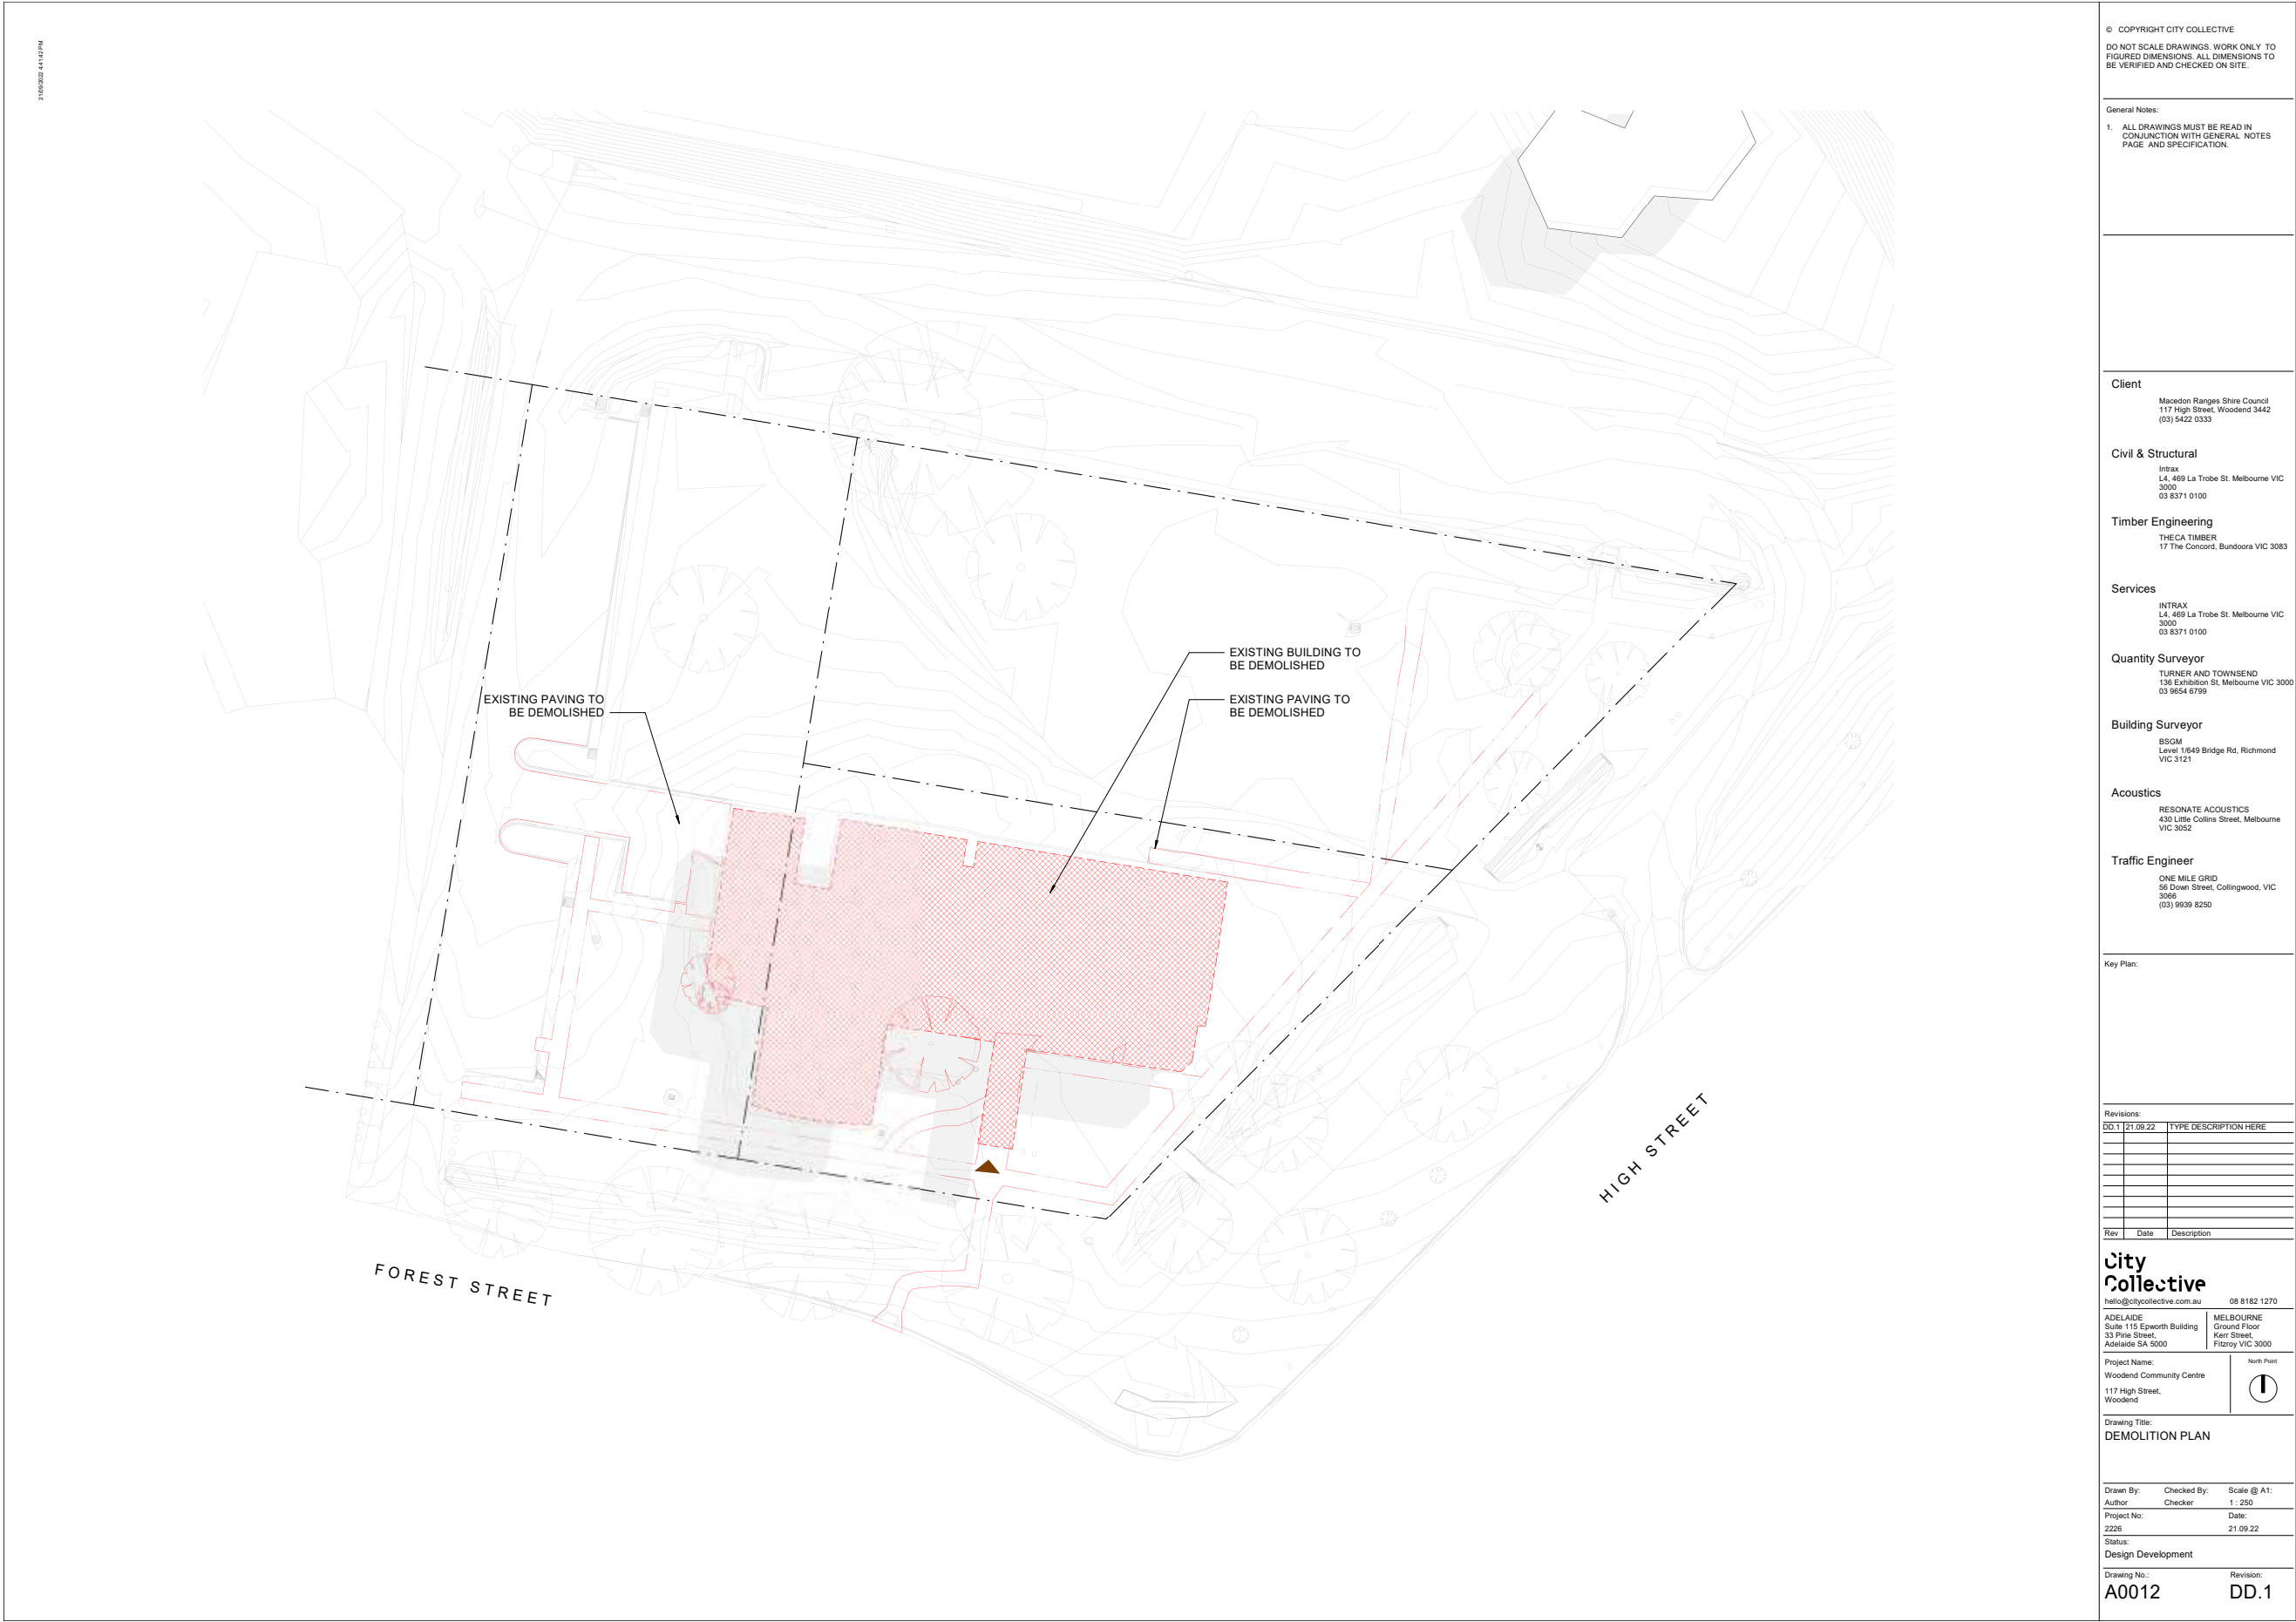 21/09/2022 4:41:42 PM
EXISTING BUILDING TO
BE DEMOLISHED
EXISTING PAVING TO
BE DEMOLISHED
EXISTING PAVING TO
BE DEMOLISHED
HIGH STREET
FOREST STREET
© COPYRIGHT CITY COLLECTIVE
DO NOT SCALE DRAWINGS. WORK ONLY TO
FIGURED DIMENSIONS. ALL DIMENSIONS TO
BE VERIFIED AND CHECKED ON SITE.
General Notes:
1. ALL DRAWINGS MUST BE READ IN
CONJUNCTION WITH GENERAL NOTES
PAGE AND SPECIFICATION.
Client
Macedon Ranges Shire Council
117 High Street, Woodend 3442
(03) 5422 0333
Civil & Structural
Intrax
L4, 469 La Trobe St. Melbourne VIC
3000
03 8371 0100
Timber Engineering
THECA TIMBER
17 The Concord, Bundoora VIC 3083
Services
INTRAX
L4, 469 La Trobe St. Melbourne VIC
3000
03 8371 0100
Quantity Surveyor
TURNER AND TOWNSEND
136 Exhibition St, Melbourne VIC 3000
03 9654 6799
Building Surveyor
BSGM
Level 1/649 Bridge Rd, Richmond
VIC 3121
Acoustics
RESONATE ACOUSTICS
430 Little Collins Street, Melbourne
VIC 3052
Traffic Engineer
ONE MILE GRID
56 Down Street, Collingwood, VIC
3066
(03) 9939 8250
Key Plan:
Revisions:
DD.1 21.09.22 TYPE DESCRIPTION HERE
Rev Date Description
City
Collective
hello@citycollective.com.au 08 8182 1270
ADELAIDE
Suite 115 Epworth Building
33 Pirie Street,
Adelaide SA 5000
MELBOURNE
Ground Floor
Kerr Street,
Fitzroy VIC 3000
Project Name:
Woodend Community Centre
117 High Street,
Woodend
North Point
Drawing Title:
DEMOLITION PLAN
Drawn By: Checked By: Scale @ A1:
Author Checker 1 : 250
Project No: Date:
2226 21.09.22
Status:
Design Development
Drawing No.: Revision:
A0012 DD.1